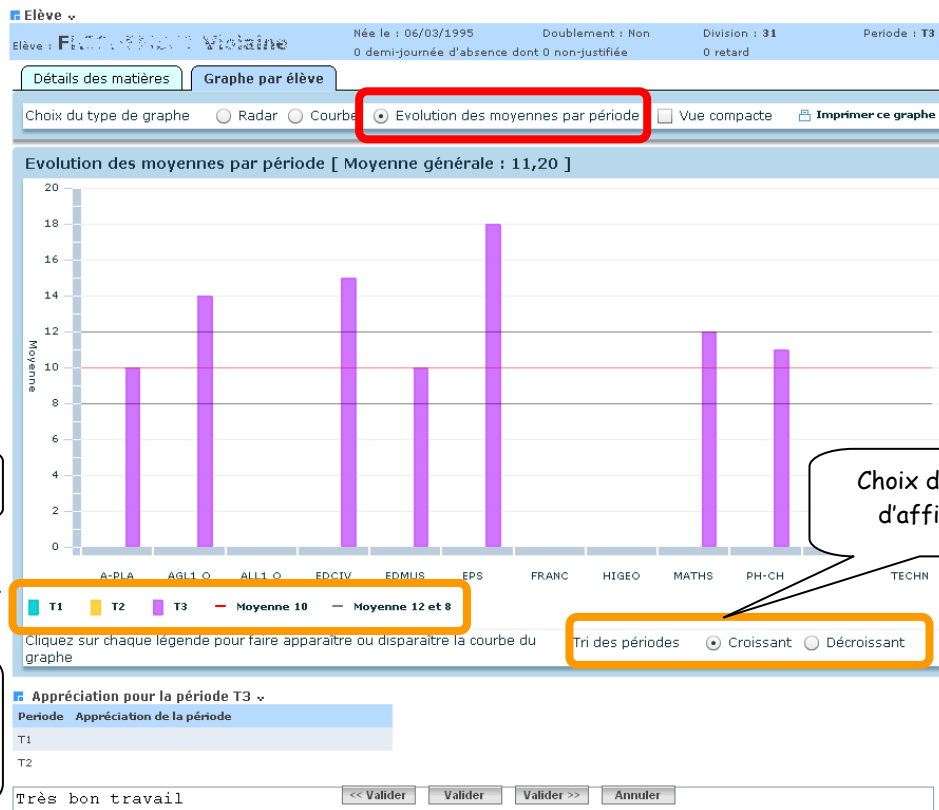 Elève
Elève : Violaine
Née le : 06/03/1995 Doublement : Non Division : 31 Periode : T3
0 demi-journée d'absence dont 0 non-justifiée 0 retard
Détails des matières Graphe par élève
Choix du type de graphe Radar Courbe Evolution des moyennes par période Vue compacte Imprimer ce graphe
Evolution des moyennes par période [ Moyenne générale : 11,20 ]
20
18
16
14
12
Moyenne
10
8
6
4
2
0
Choix d
d'affi
A-PLA AGL1 O ALL1 O EDCIV EDMUS EPS FRANC HIGEO MATHS PH-CH TECHN
T1 T2 T3 Moyenne 10 Moyenne 12 et 8
Cliquez sur chaque légende pour faire apparaître ou disparaître la courbe du
graphe
Tri des périodes Croissant Décroissant
Appréciation pour la période T3
Periode Appréciation de la période
T1
T2
Très bon travail
<< Valider Valider Valider >> Annuler